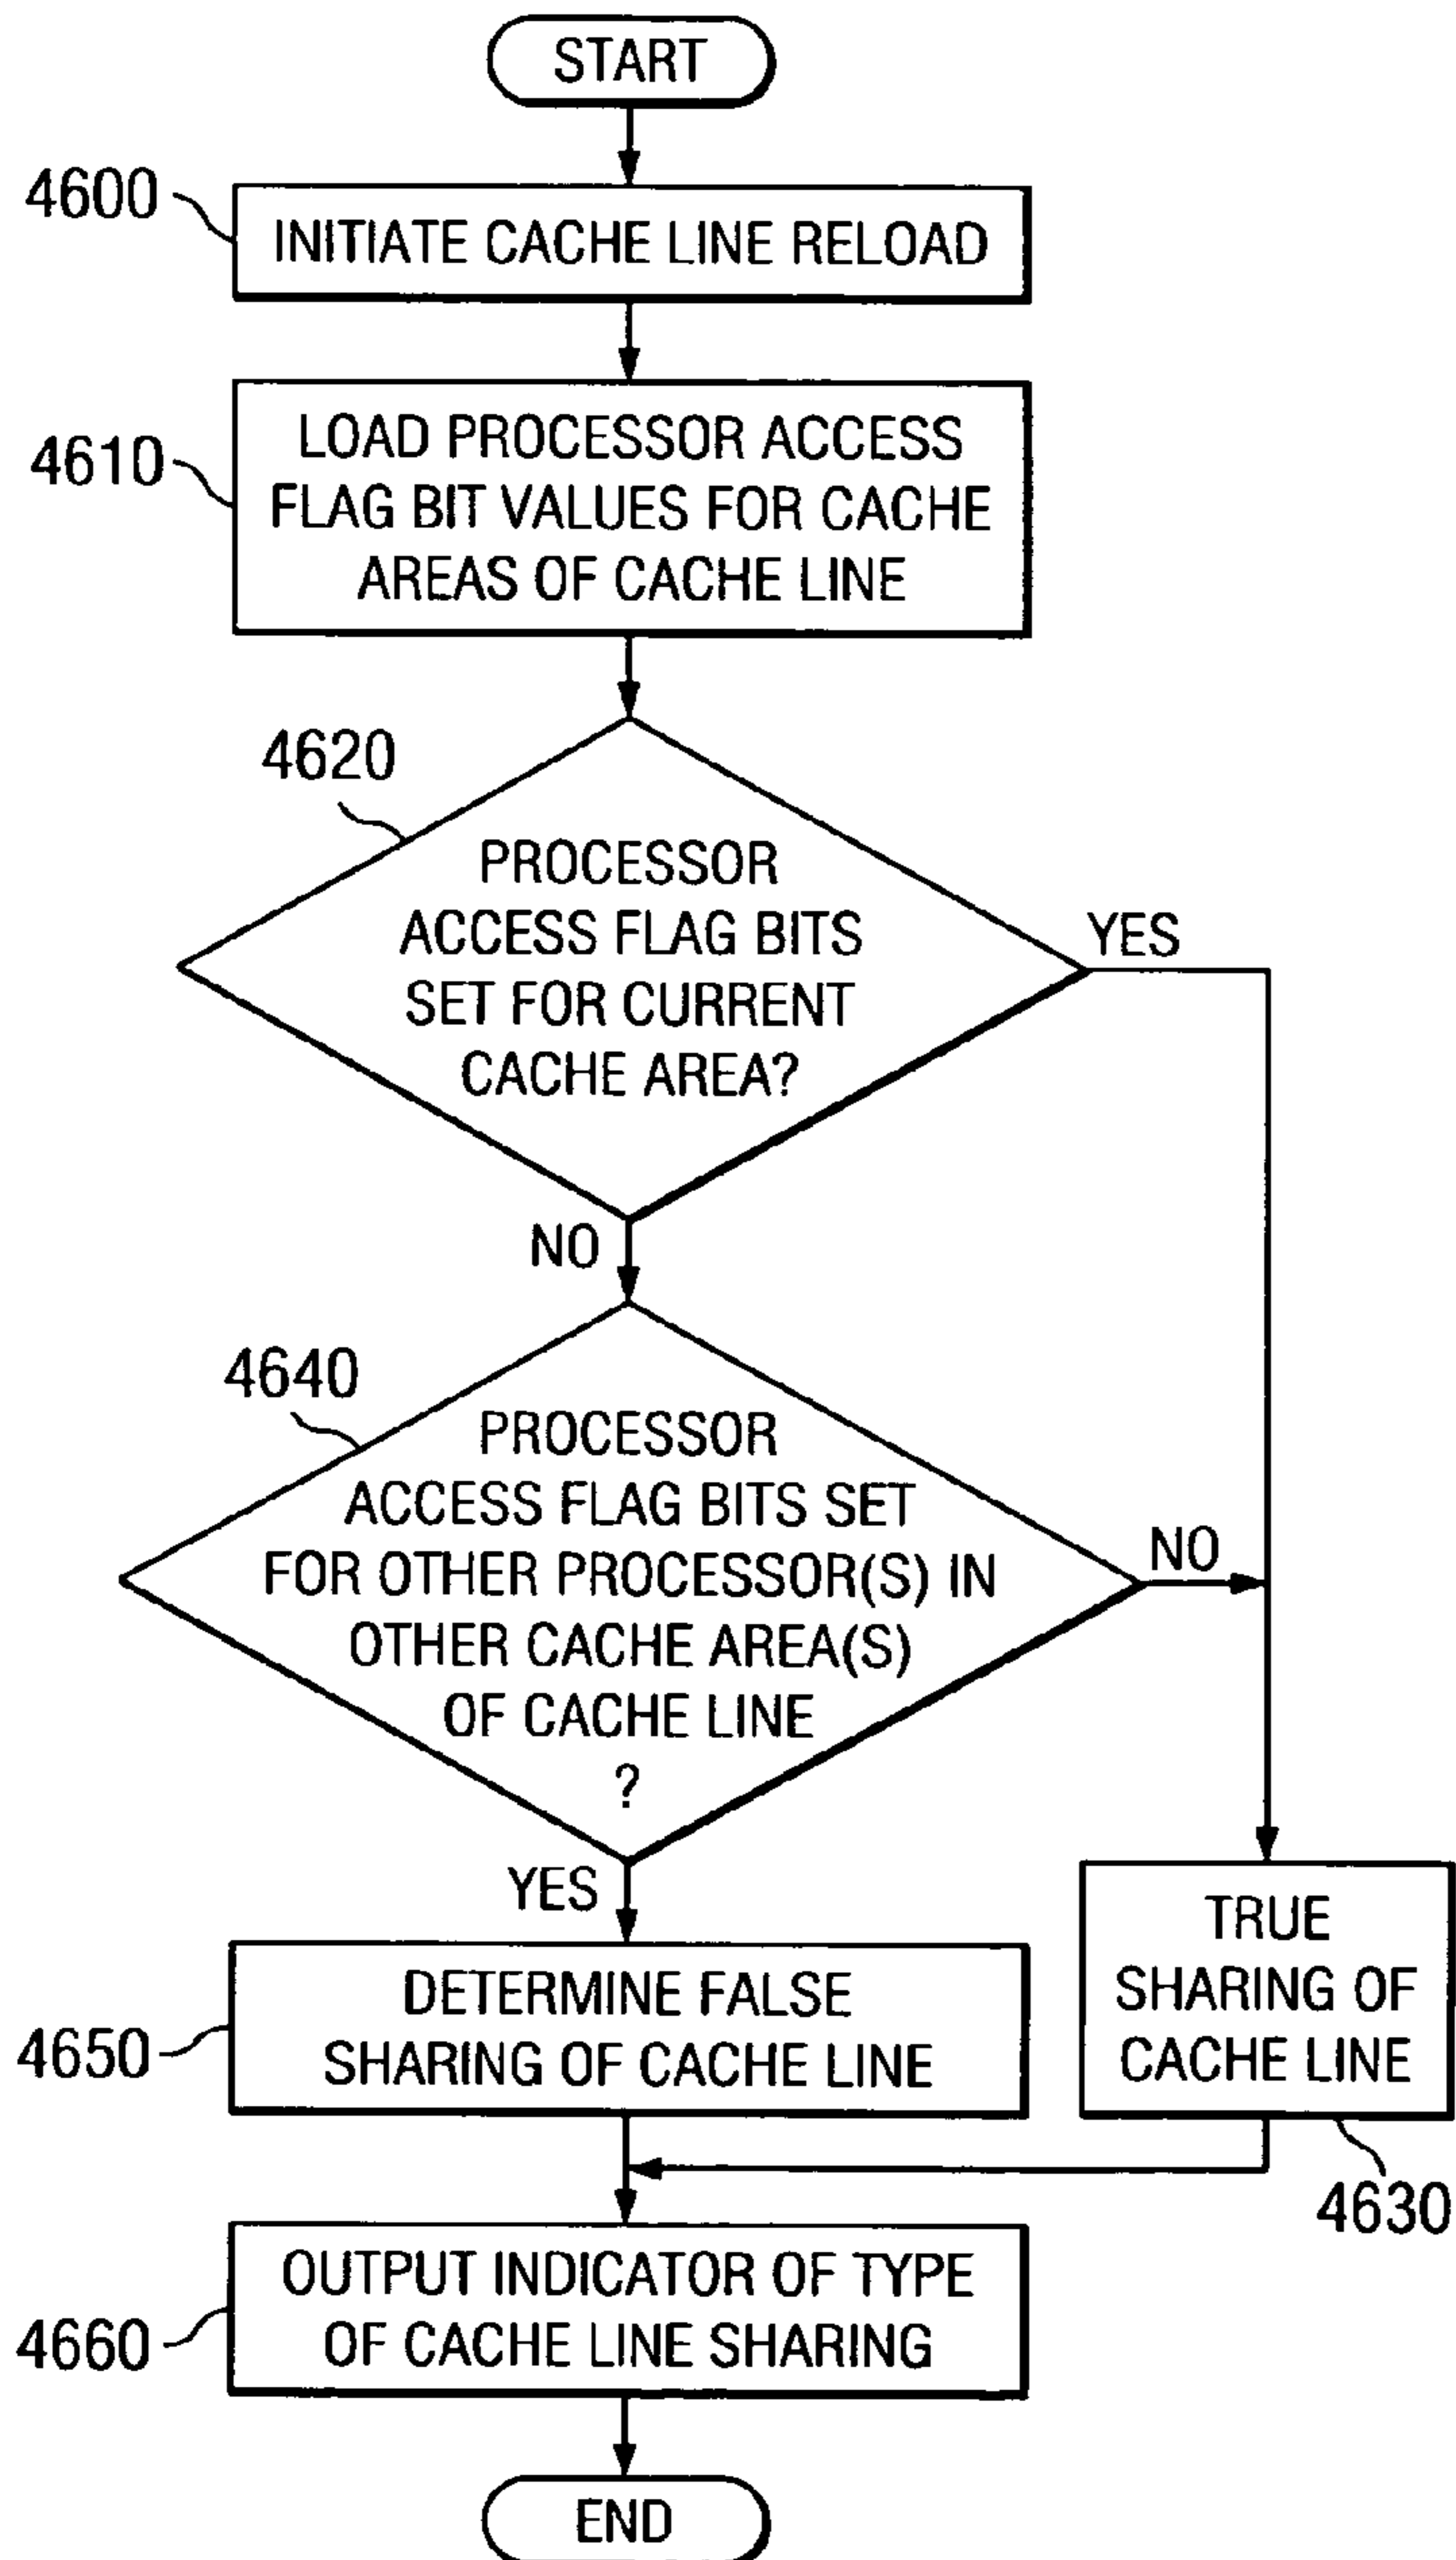 START
4600
INITIATE CACHE LINE RELOAD
4610
LOAD PROCESSOR ACCESS
FLAG BIT VALUES FOR CACHE
AREAS OF CACHE LINE
4620
PROCESSOR
ACCESS FLAG BITS
SET FOR CURRENT
CACHE AREA?
YES
NO
4640
PROCESSOR
ACCESS FLAG BITS SET
FOR OTHER PROCESSOR(S) IN
OTHER CACHE AREA(S)
OF CACHE LINE
?
NO
YES
TRUE
SHARING OF
CACHE LINE
4630
4650
DETERMINE FALSE
SHARING OF CACHE LINE
4660
OUTPUT INDICATOR OF TYPE
OF CACHE LINE SHARING
END